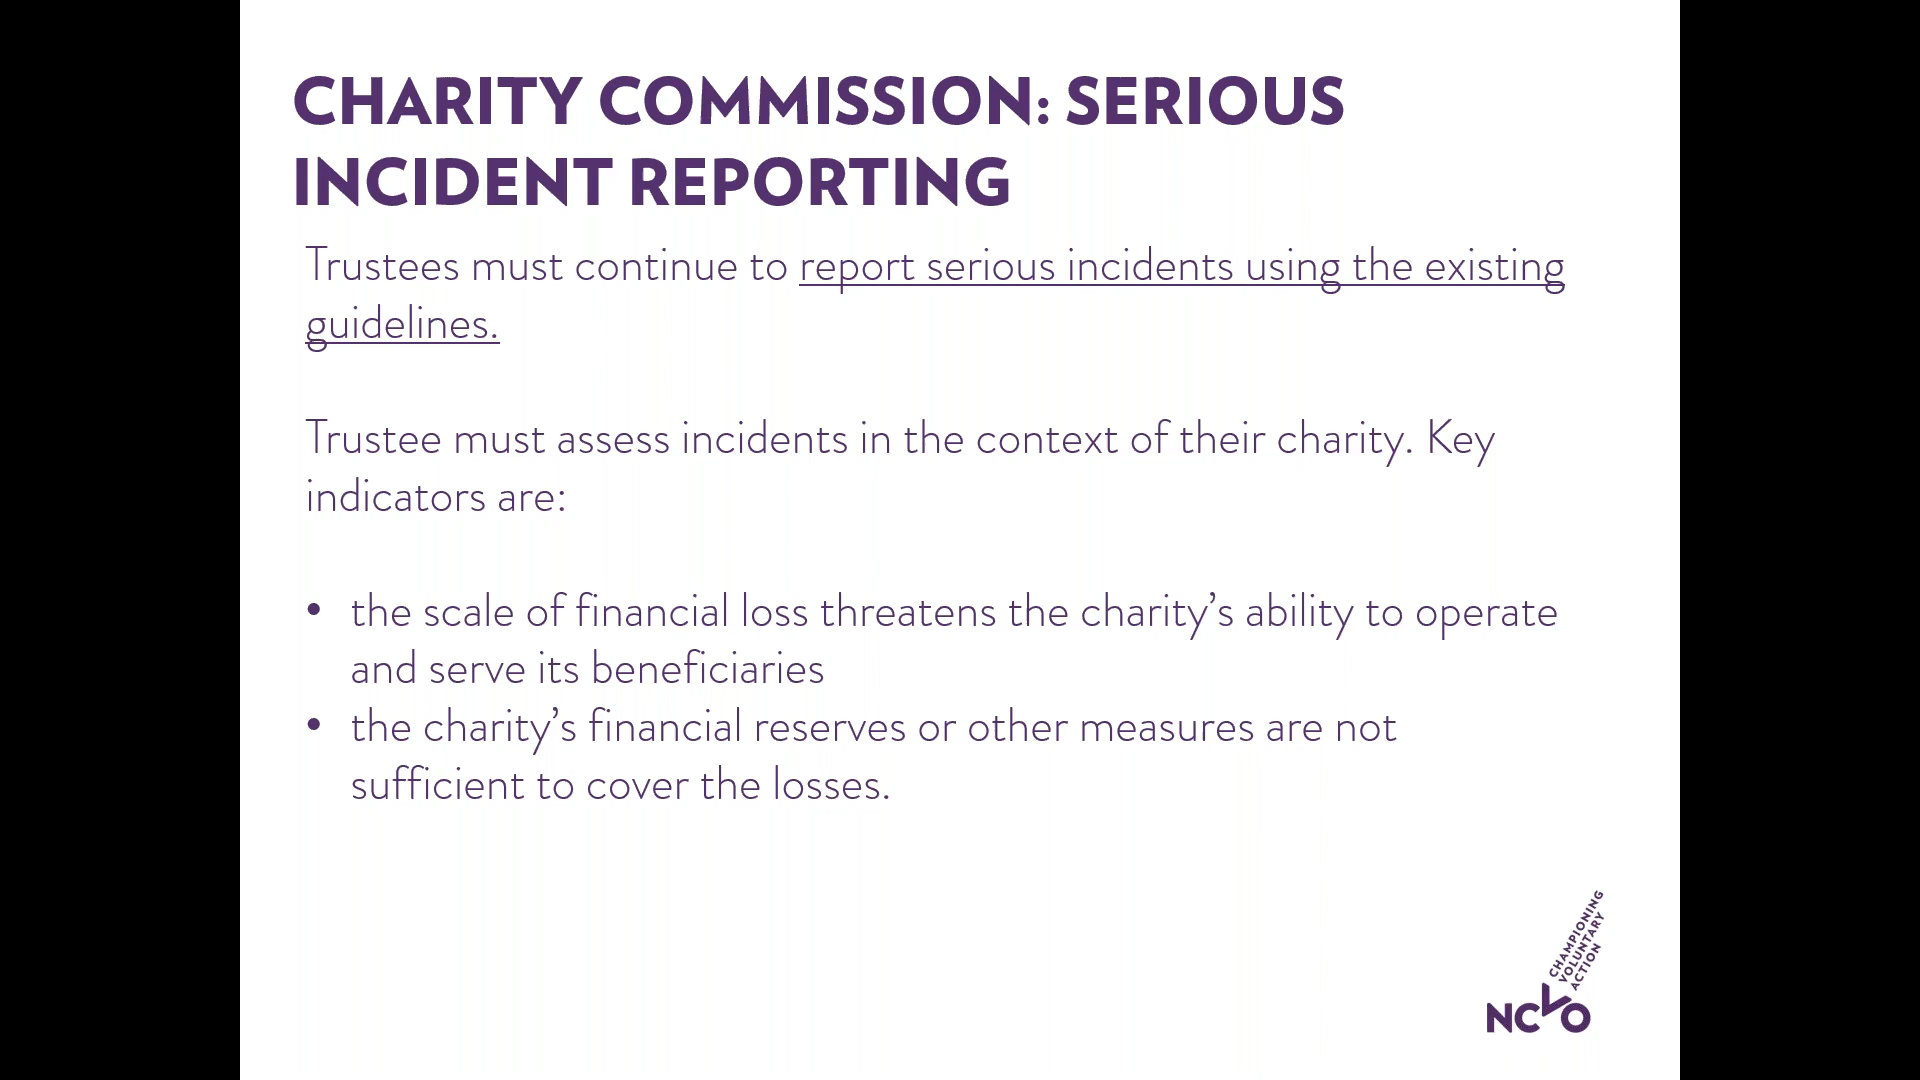 CHARITY COMMISSION: SERIOUS
INCIDENT REPORTING
Trustees must continue to report serious incidents using the existing
guidelines.
Trustee must assess incidents in the context of their charity. Key
indicators are:
• the scale of financial loss threatens the charity’s ability to operate
and serve its beneficiaries
• the charity’s financial reserves or other measures are not
sufficient to cover the losses.
CHAMPIONING
VOLUNTARY
ACTION
NCVO